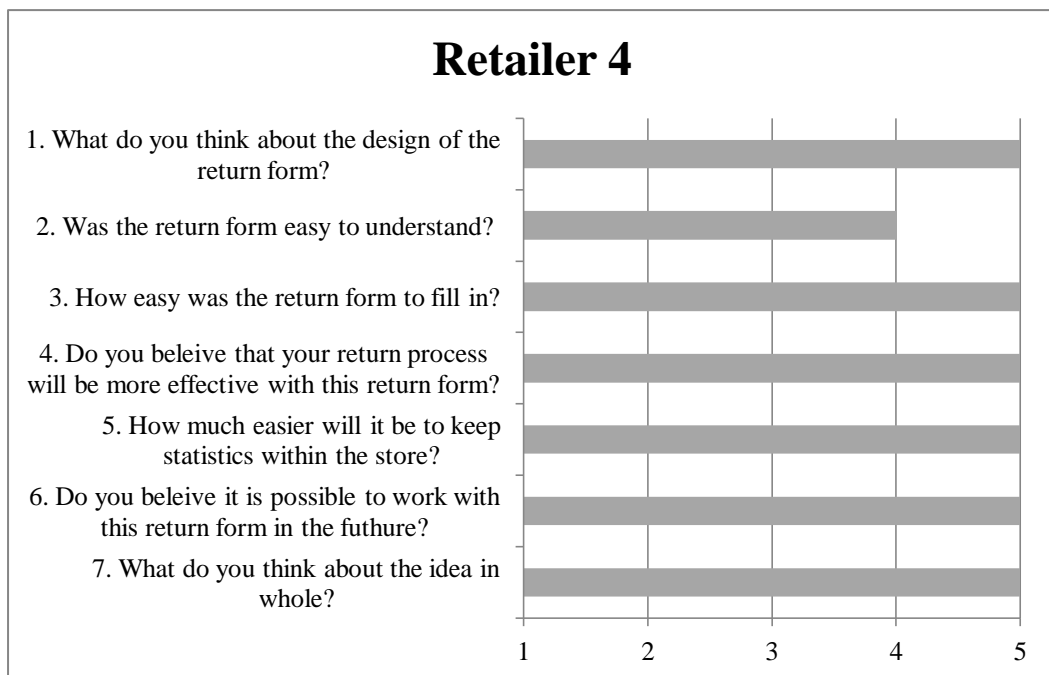 Retailer 4
1. What do you think about the design of the
return form?
2. Was the return form easy to understand?
3. How easy was the return form to fill in?
4. Do you beleive that your return process
will be more effective with this return form?
5. How much easier will it be to keep
statistics within the store?
6. Do you beleive it is possible to work with
this return form in the futhure?
7. What do you think about the idea in
whole?
1 2 3 4 5